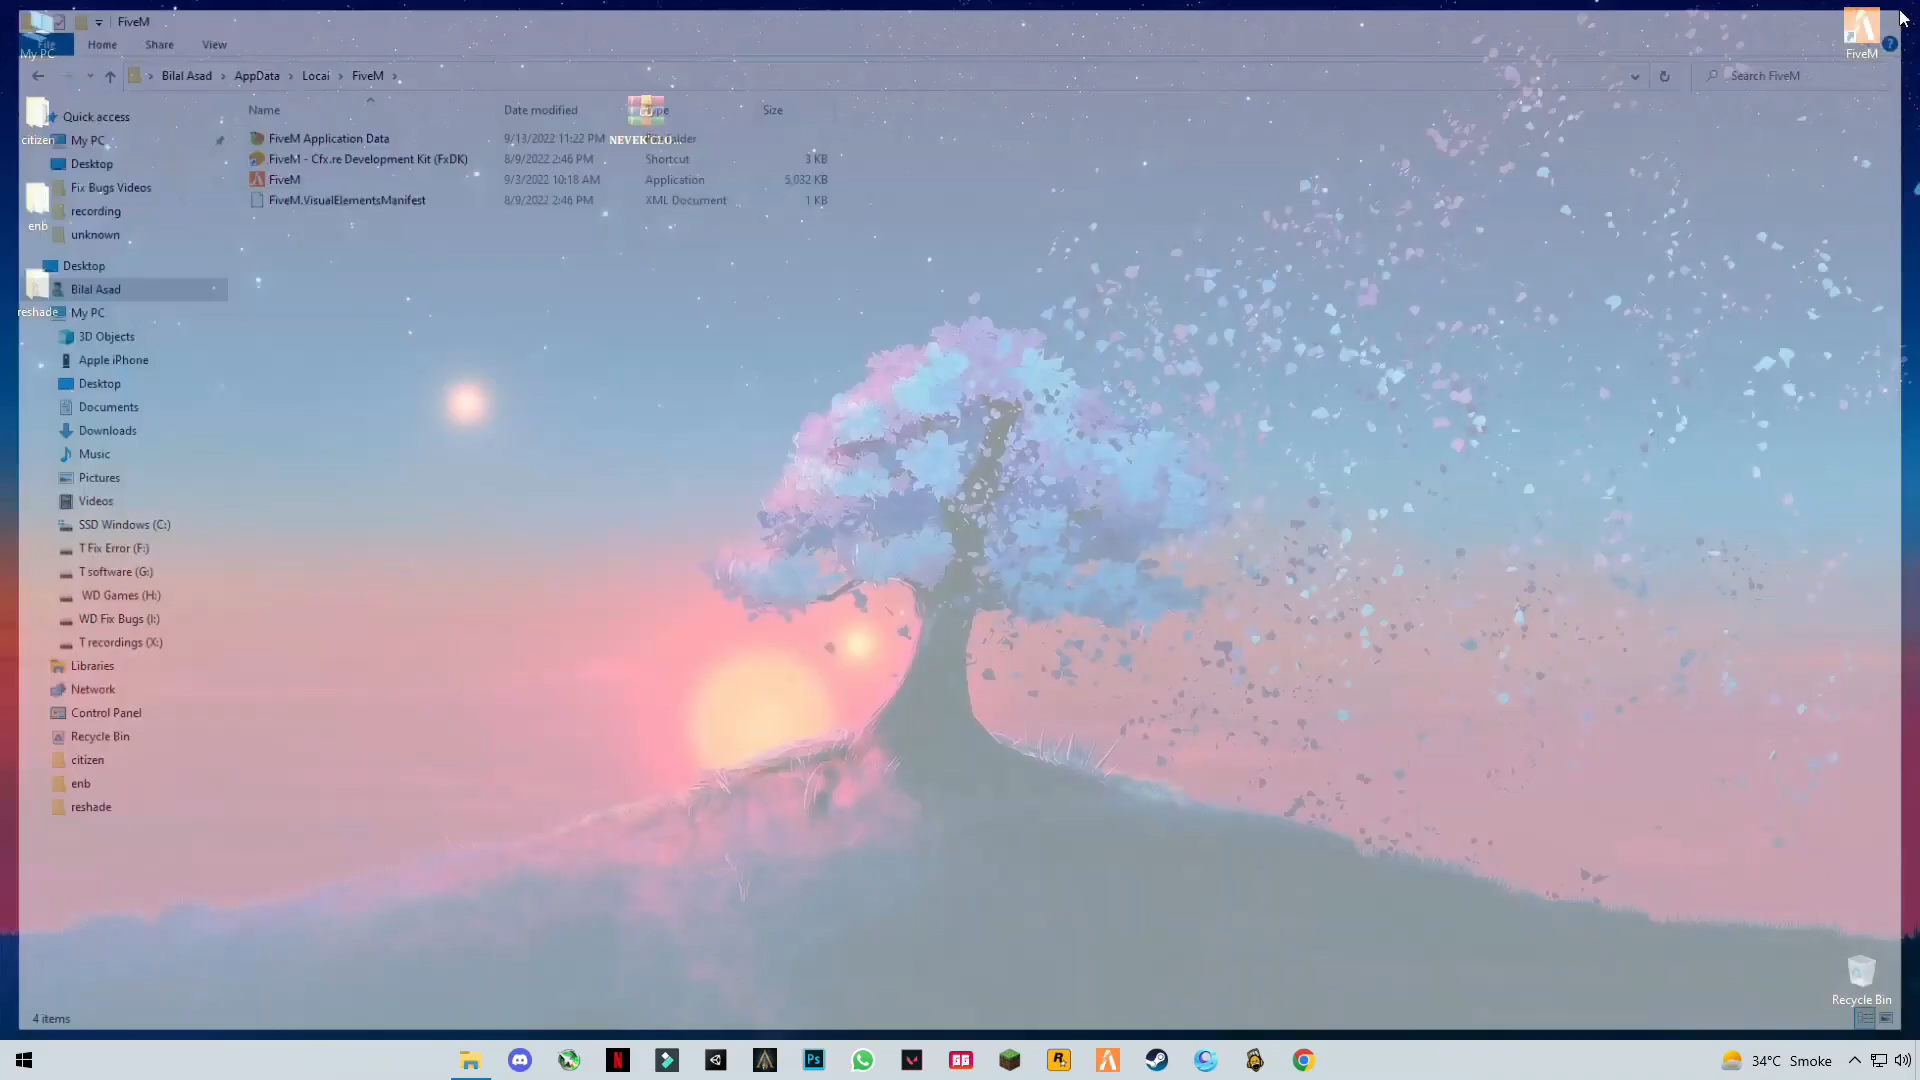 FiveM
File Home Share View
My PC
FiveM
Bilal Asad AppData Local FiveM
Search FiveM
Name Date modified Type Size
citizen
enb
reshade
NEVEK CLO...
FiveM Application Data 9/13/2022 11:22 PM
FiveM - Cfx.re Development Kit (FxDK) 8/9/2022 2:46 PM Shortcut 3 KB
FiveM 9/3/2022 10:18 AM Application 5,032 KB
FiveM.VisualElementsManifest 8/9/2022 2:46 PM XML Document 1 KB
Quick access
My PC
Desktop
Fix Bugs Videos
recording
unknown
Desktop
Bilal Asad
My PC
3D Objects
Apple iPhone
Desktop
Documents
Downloads
Music
Pictures
Videos
SSD Windows (C:)
T Fix Error (F:)
T software (G:)
WD Games (H:)
WD Fix Bugs (I:)
T recordings (X:)
Libraries
Network
Control Panel
Recycle Bin
citizen
enb
reshade
4 items
Recycle Bin
34°C Smoke